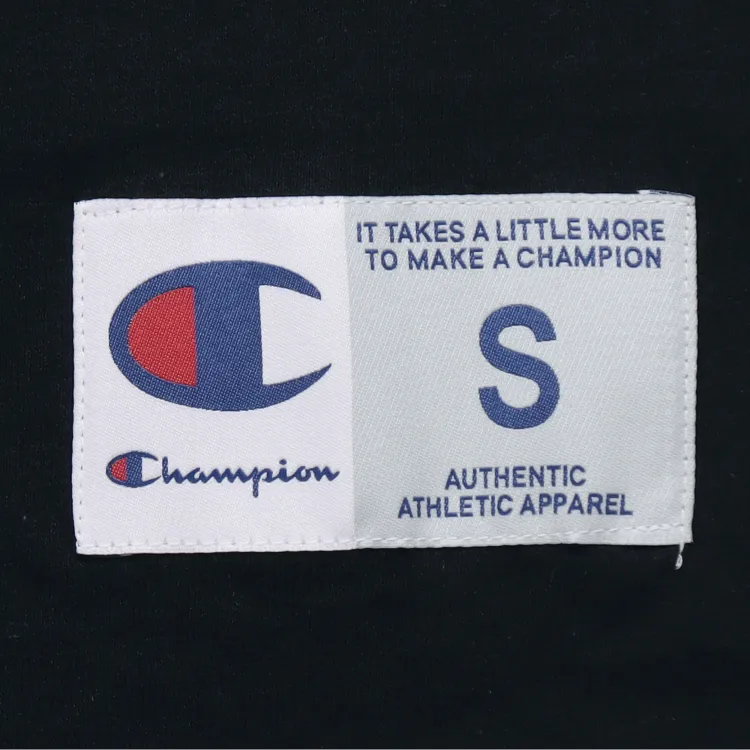 Champion
IT TAKES A LITTLE MORE
TO MAKE A CHAMPION
S
AUTHENTIC
ATHLETIC APPAREL